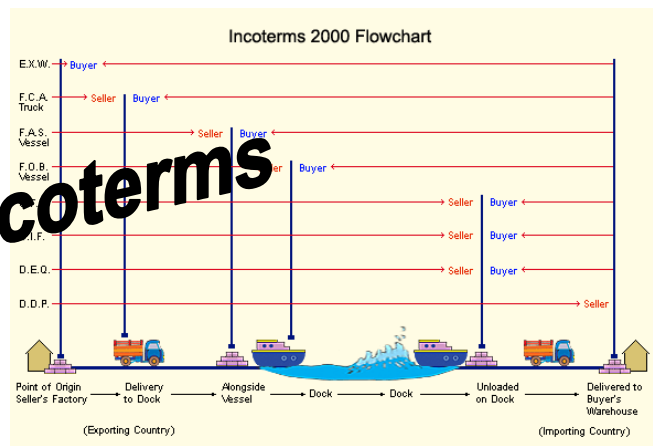 Incoterms 2000 Flowchart
E.X.W. Buyer
F.C.A. Seller Buyer
Truck
F.A.S. Seller Buyer
Vessel
F.O.B. Buyer
Vessel
coterms
Seller Buyer
.I.F. Seller Buyer
D.E.Q. Seller Buyer
D.D.P. Seller
Point of Origin
Seller's Factory
Delivery
to Dock
Alongside
Vessel
Dock
Dock
Unloaded
on Dock
Delivered to
Buyer's
Warehouse
(Exporting Country)
(Importing Country)